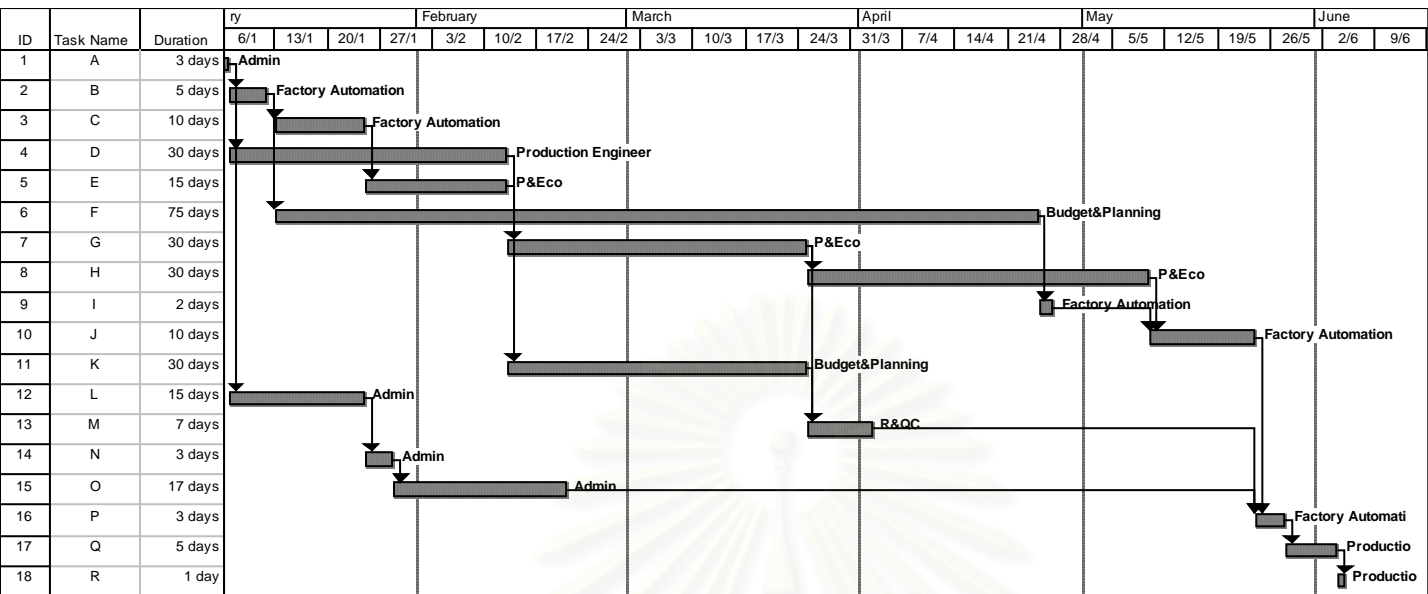 ry February March April May June
ID Task Name Duration 6/1 13/1 20/1 27/1 3/2 10/2 17/2 24/2 3/3 10/3 17/3 24/3 31/3 7/4 14/4 21/4 28/4 5/5 12/5 19/5 26/5 2/6 9/6
1 A 3 days Admin
2 B 5 days Factory Automation
3 C 10 days Factory Automation
4 D 30 days Production Engineer
5 E 15 days P&Eco
6 F 75 days Budget&Planning
7 G 30 days P&Eco
8 H 30 days P&Eco
9 I 2 days Factory Automation
10 J 10 days Factory Automation
11 K 30 days Budget&Planning
12 L 15 days Admin
13 M 7 days R&QC
14 N 3 days Admin
15 O 17 days Admin
16 P 3 days Factory Automati
17 Q 5 days Productio
18 R 1 day Productio